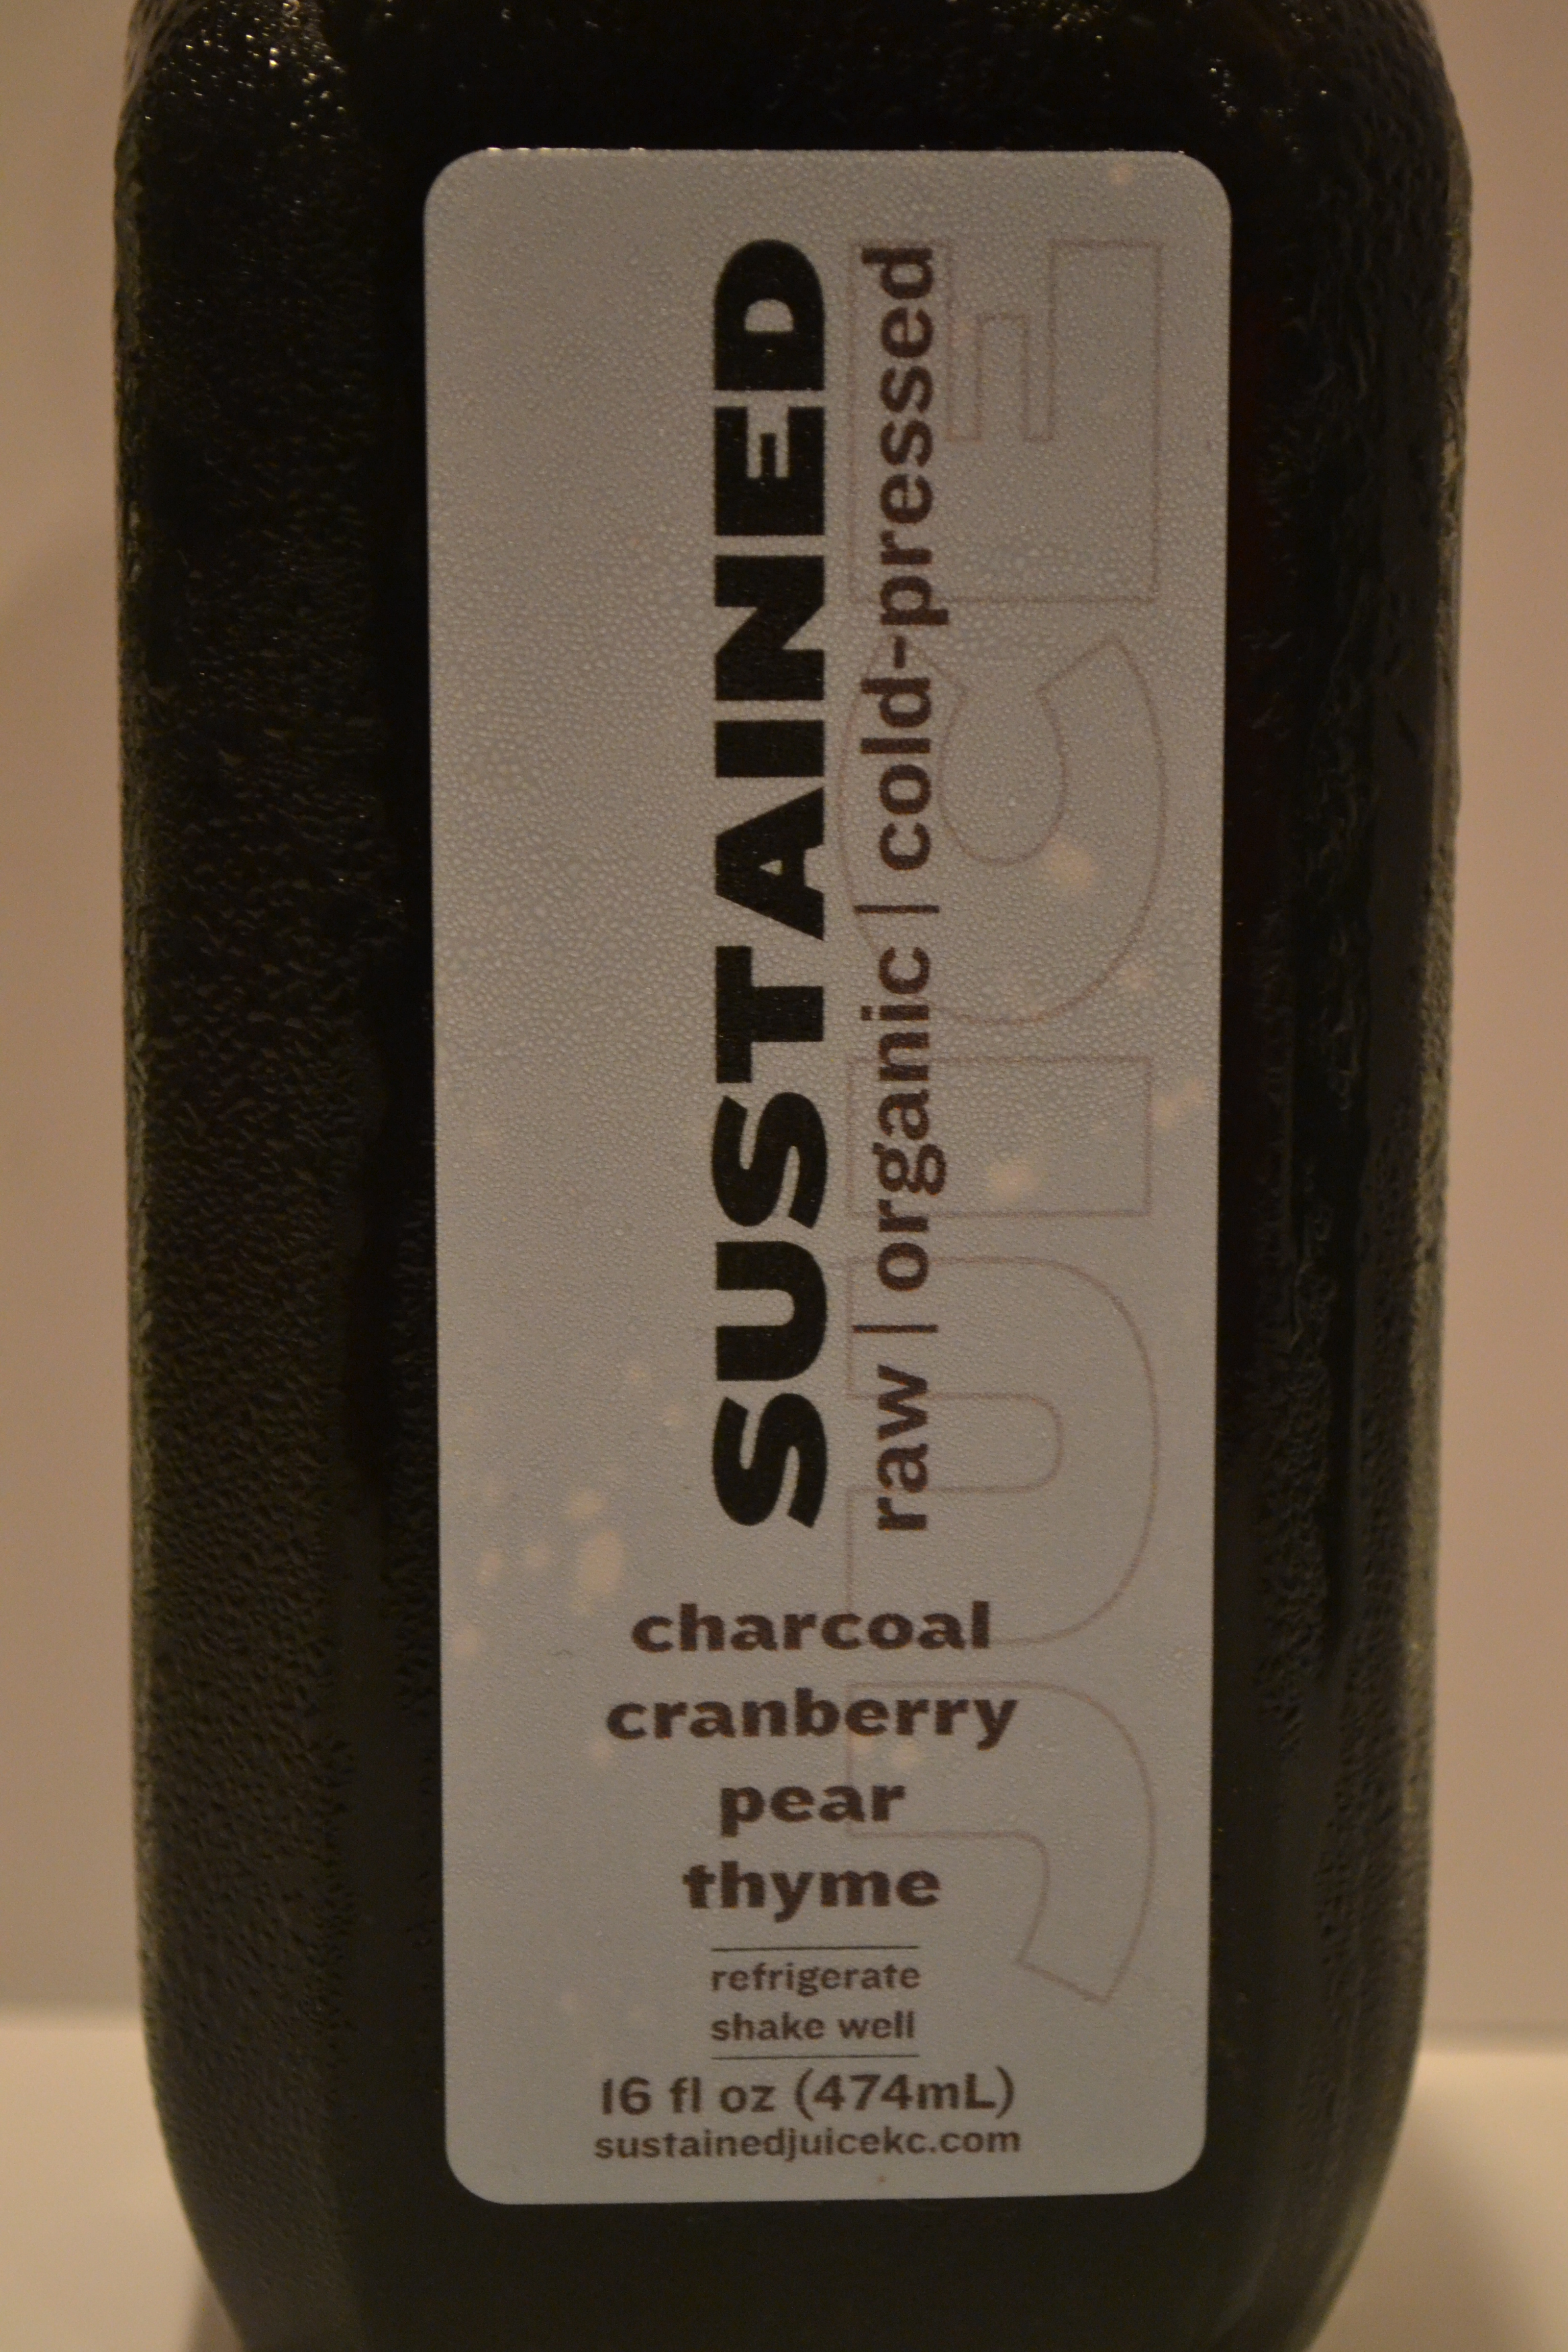 SUSTAINED
JUICE
raw | organic | cold-pressed
charcoal
cranberry
pear
thyme
refrigerate
shake well
16 fl oz (474mL)
sustainedjuicekc.com